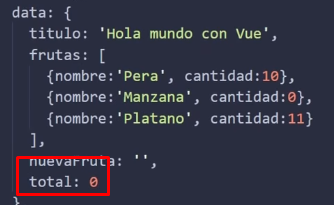 data: {
titulo: 'Hola mundo con Vue',
frutas: [
{nombre:'Pera', cantidad:10},
{nombre:'Manzana', cantidad:0},
{nombre:'Platano', cantidad:11}
],
nuevaFruta: '',
total: 0
}